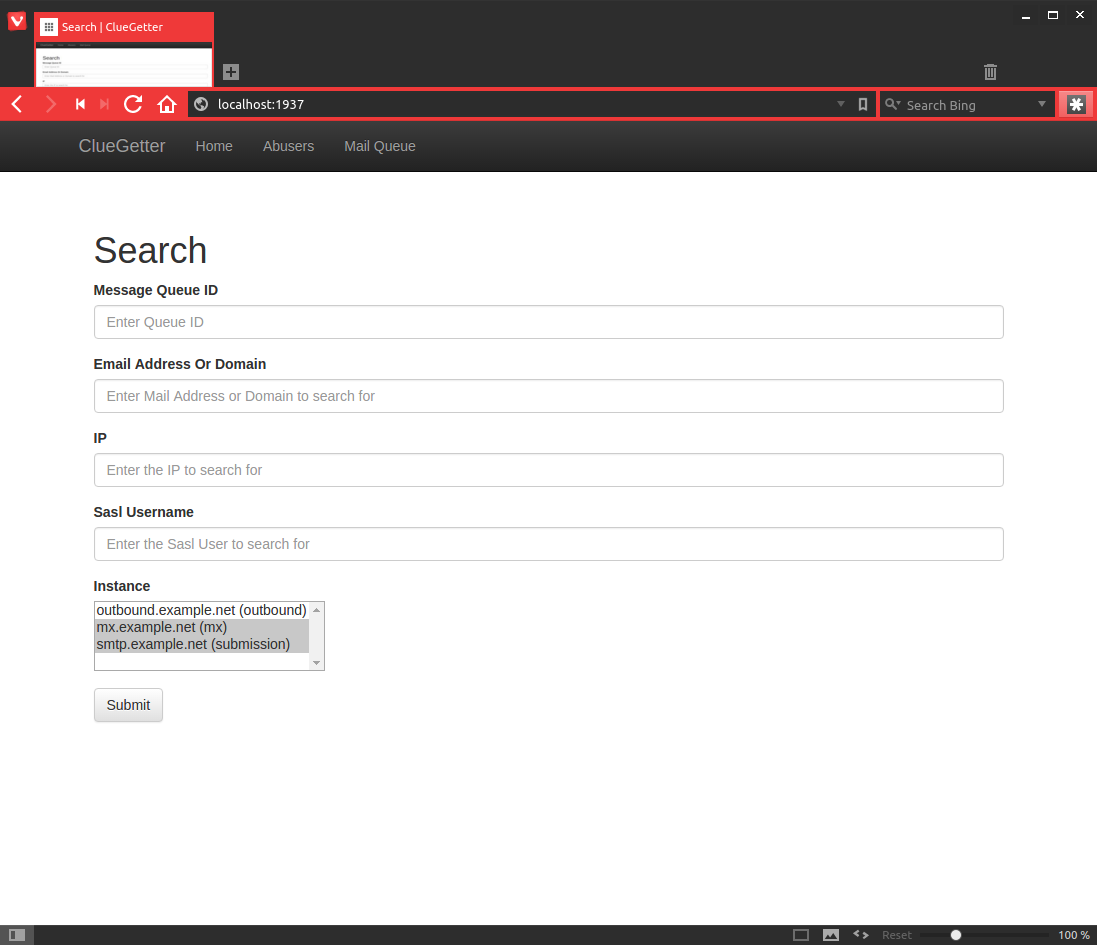 Search | ClueGetter
localhost:1937
Search Bing
ClueGetter Home Abusers Mail Queue
Search
Message Queue ID
Enter Queue ID
Email Address Or Domain
Enter Mail Address or Domain to search for
IP
Enter the IP to search for
Sasl Username
Enter the Sasl User to search for
Instance
outbound.example.net (outbound)
mx.example.net (mx)
smtp.example.net (submission)
Submit
Reset 100 %